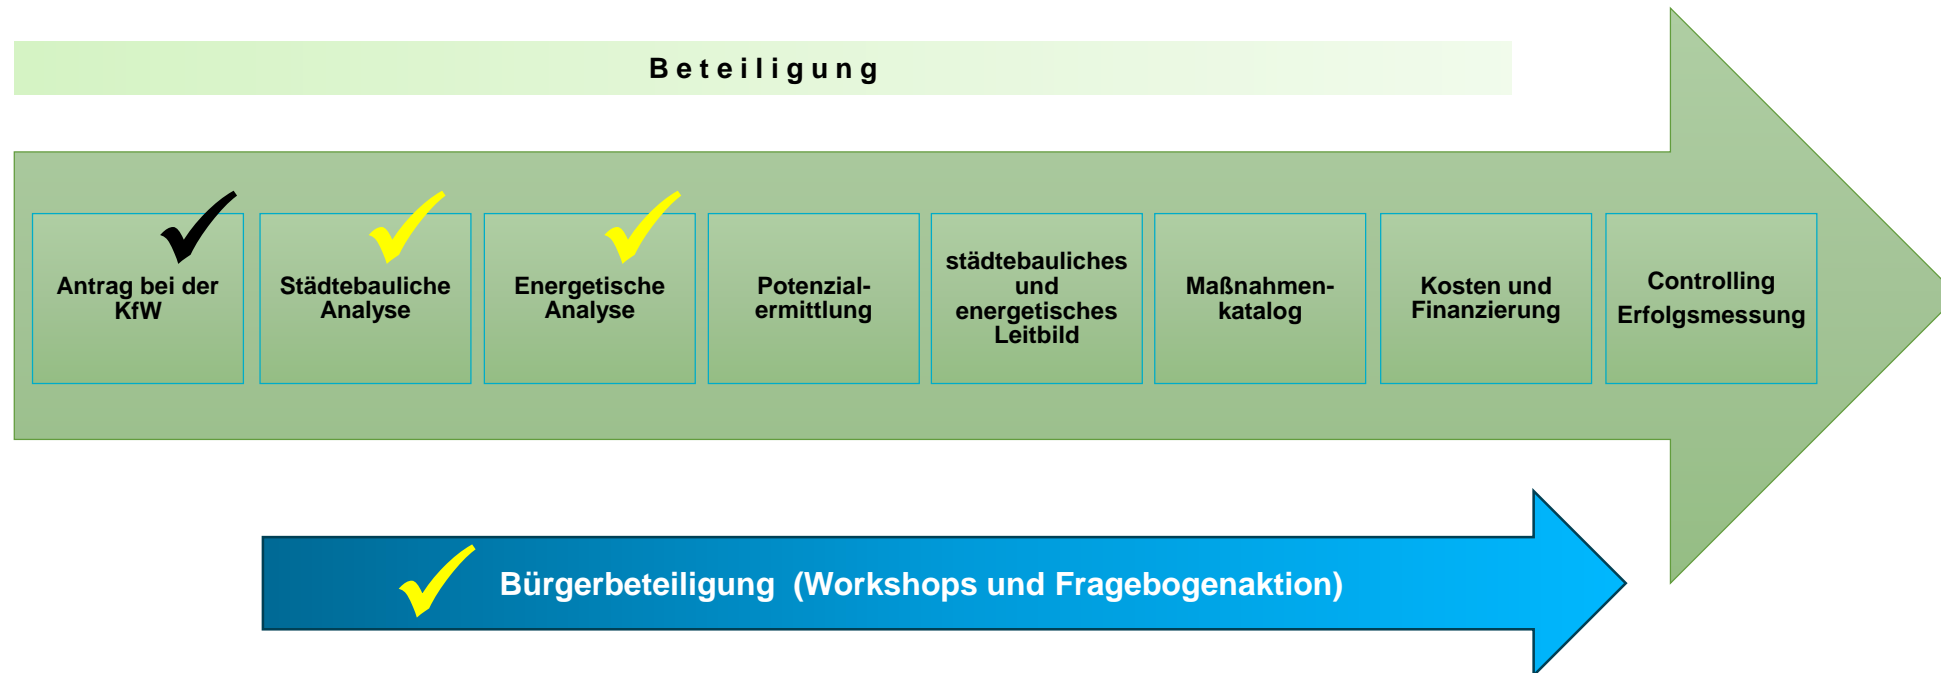 Beteiligung
Antrag bei der
KfW
Städtebauliche
Analyse
Energetische
Analyse
Potenzial-
ermittlung
städtebauliches
und
energetisches
Leitbild
Maßnahmen-
katalog
Kosten und
Finanzierung
Controlling
Erfolgsmessung
Bürgerbeteiligung (Workshops und Fragebogenaktion)